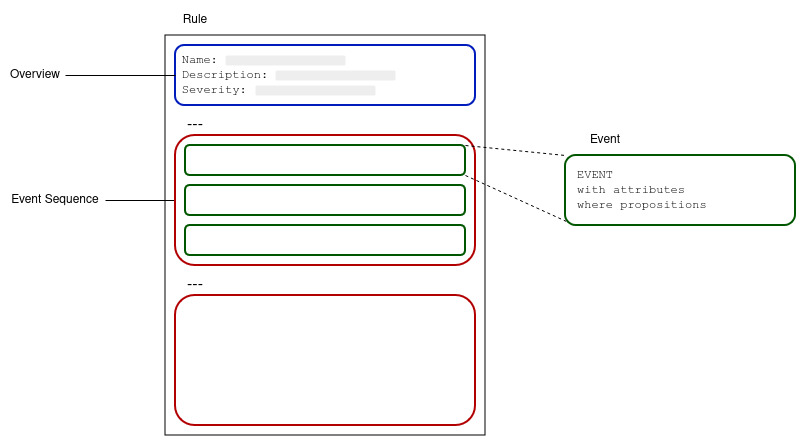 Rule
Overview
Name:
Description:
Severity:
---
Event Sequence
Event
EVENT
with attributes
where propositions
---